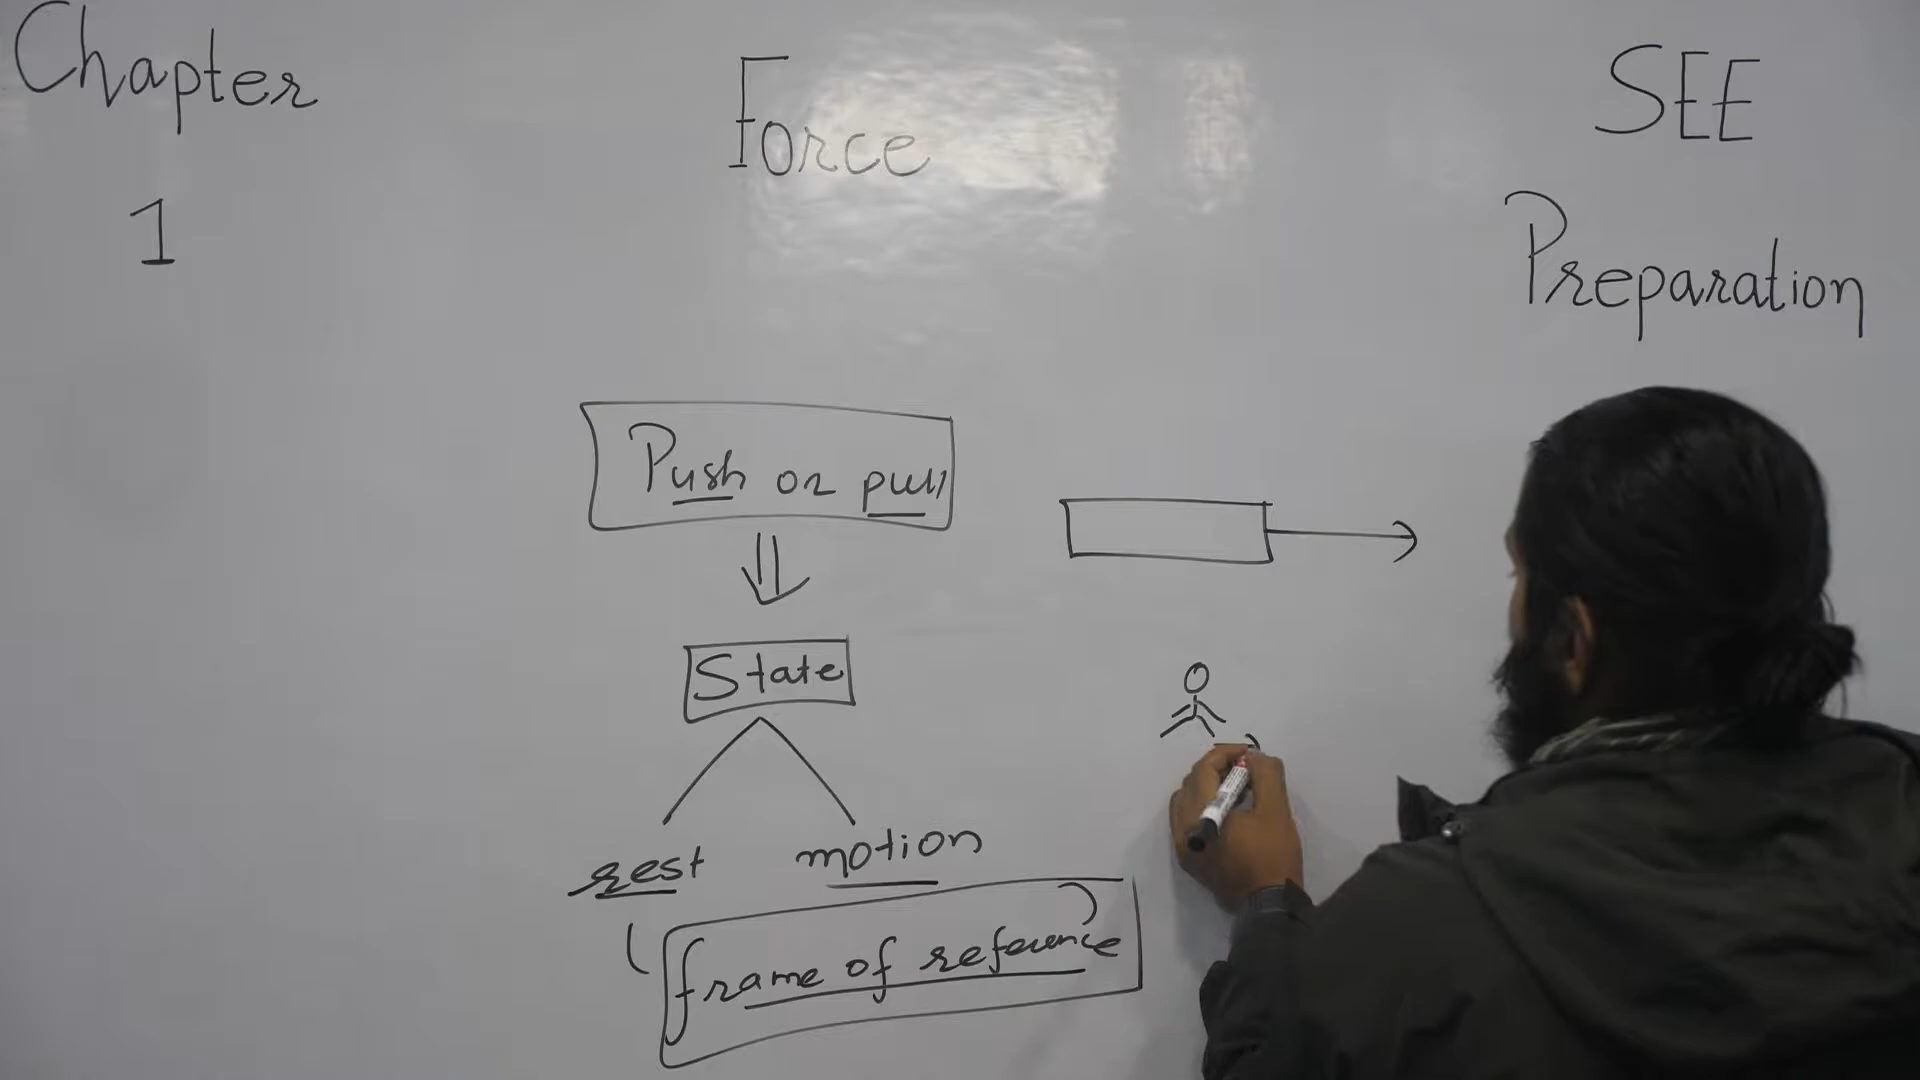 Chapter
1
Force
SEE
Preparation
Push or pull
State
rest motion
frame of reference